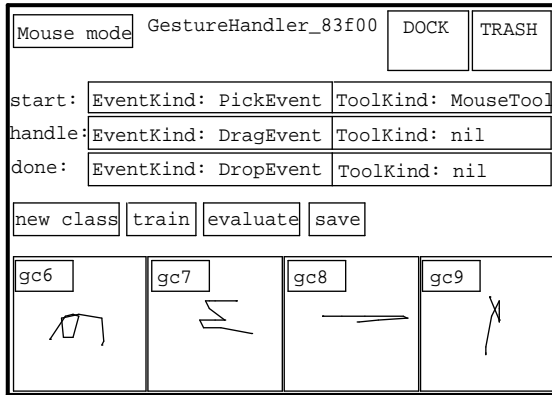 Mouse mode GestureHandler_83f00 DOCK TRASH
start: EventKind: PickEvent ToolKind: MouseTool
handle: EventKind: DragEvent ToolKind: nil
done: EventKind: DropEvent ToolKind: nil
new class train evaluate save
gc6 gc7 gc8 gc9